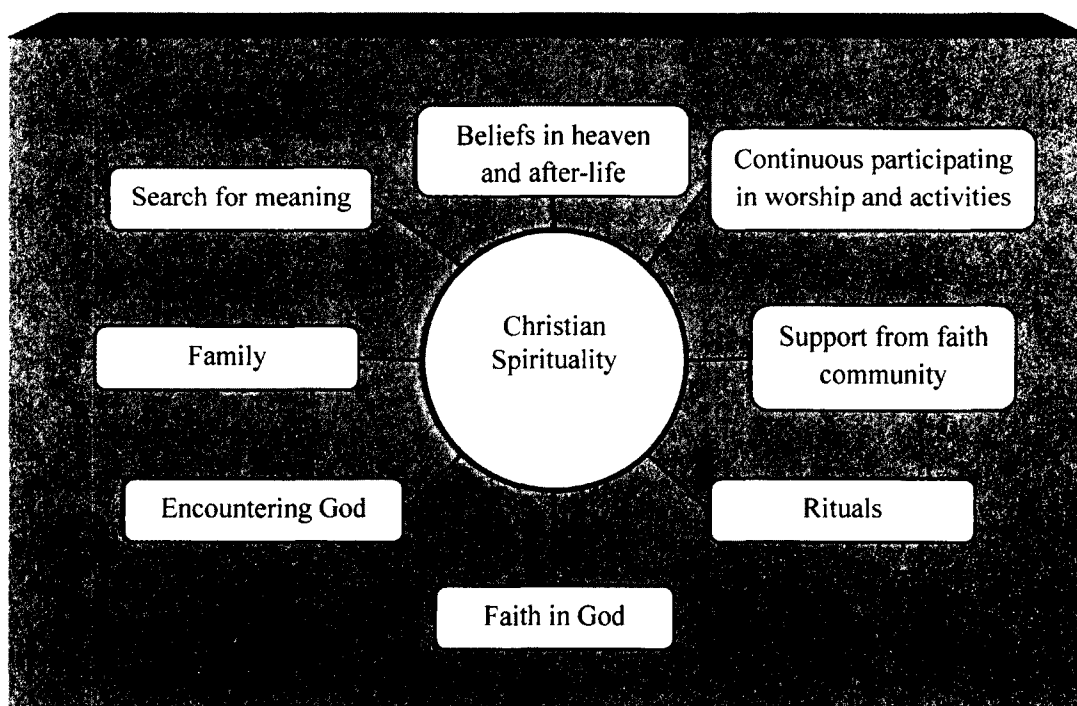 Beliefs in heaven
and after-life
Continuous participating
in worship and activities
Search for meaning
Christian
Spirituality
Support from faith
community
Family
Encountering God
Rituals
Faith in God